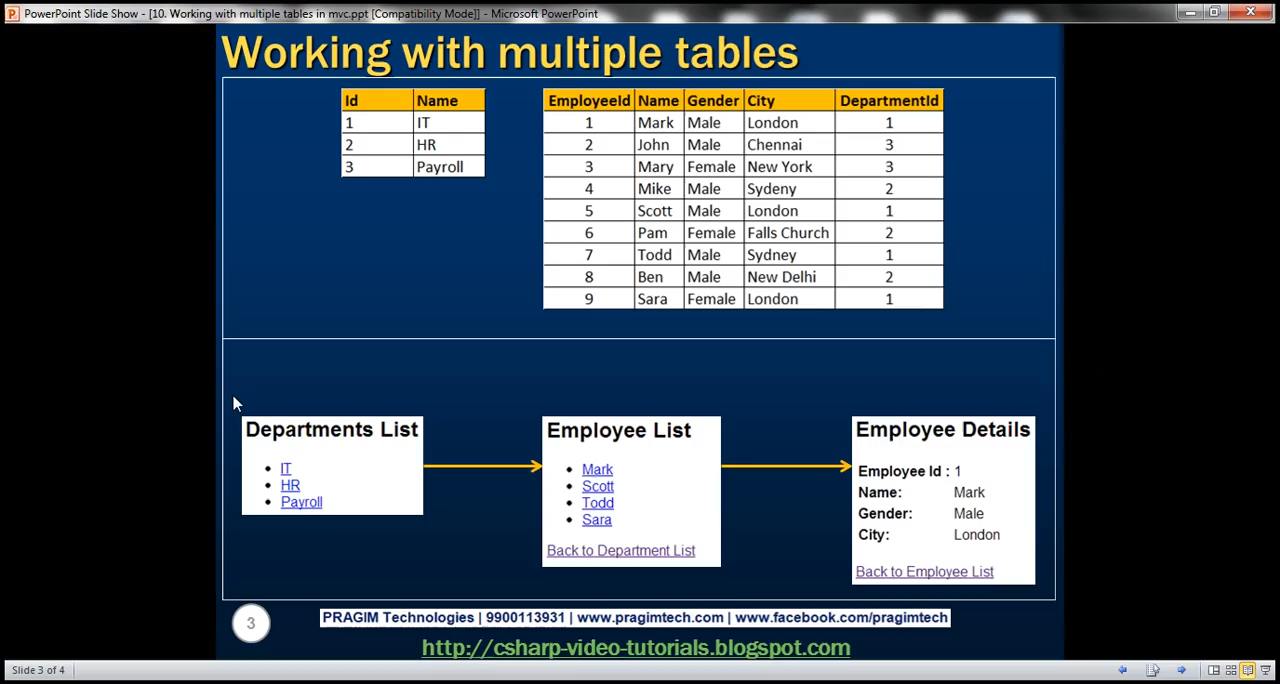 PowerPoint Slide Show - [10. Working with multiple tables in mvc.ppt [Compatibility Mode]] - Microsoft PowerPoint
Working with multiple tables
Id Name
1 IT
2 HR
3 Payroll
EmployeeId Name Gender City DepartmentId
1 Mark Male London 1
2 John Male Chennai 3
3 Mary Female New York 3
4 Mike Male Sydeny 2
5 Scott Male London 1
6 Pam Female Falls Church 2
7 Todd Male Sydney 1
8 Ben Male New Delhi 2
9 Sara Female London 1
Departments List
IT
HR
Payroll
Employee List
Mark
Scott
Todd
Sara
Back to Department List
Employee Details
Employee Id : 1
Name: Mark
Gender: Male
City: London
Back to Employee List
3
PRAGIM Technologies | 9900113931 | www.pragimtech.com | www.facebook.com/pragimtech
http://csharp-video-tutorials.blogspot.com
Slide 3 of 4